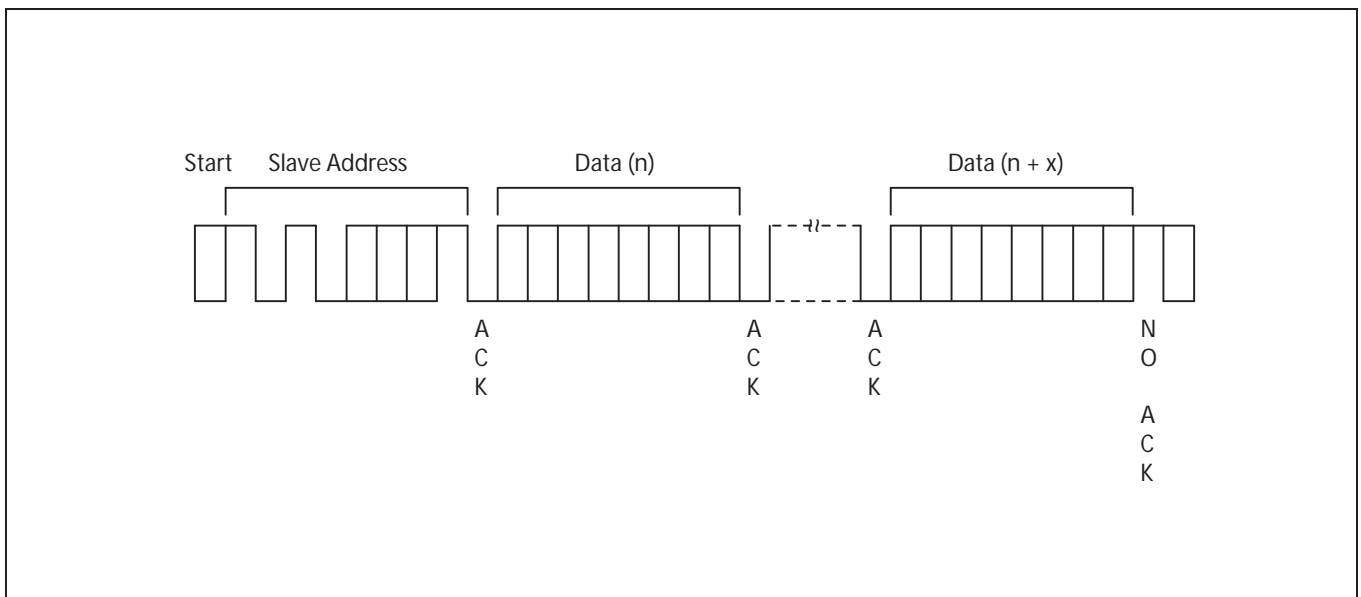 Start Slave Address Data (n) Data (n + x)
A A A N
C C C O
K K K
A
C
K